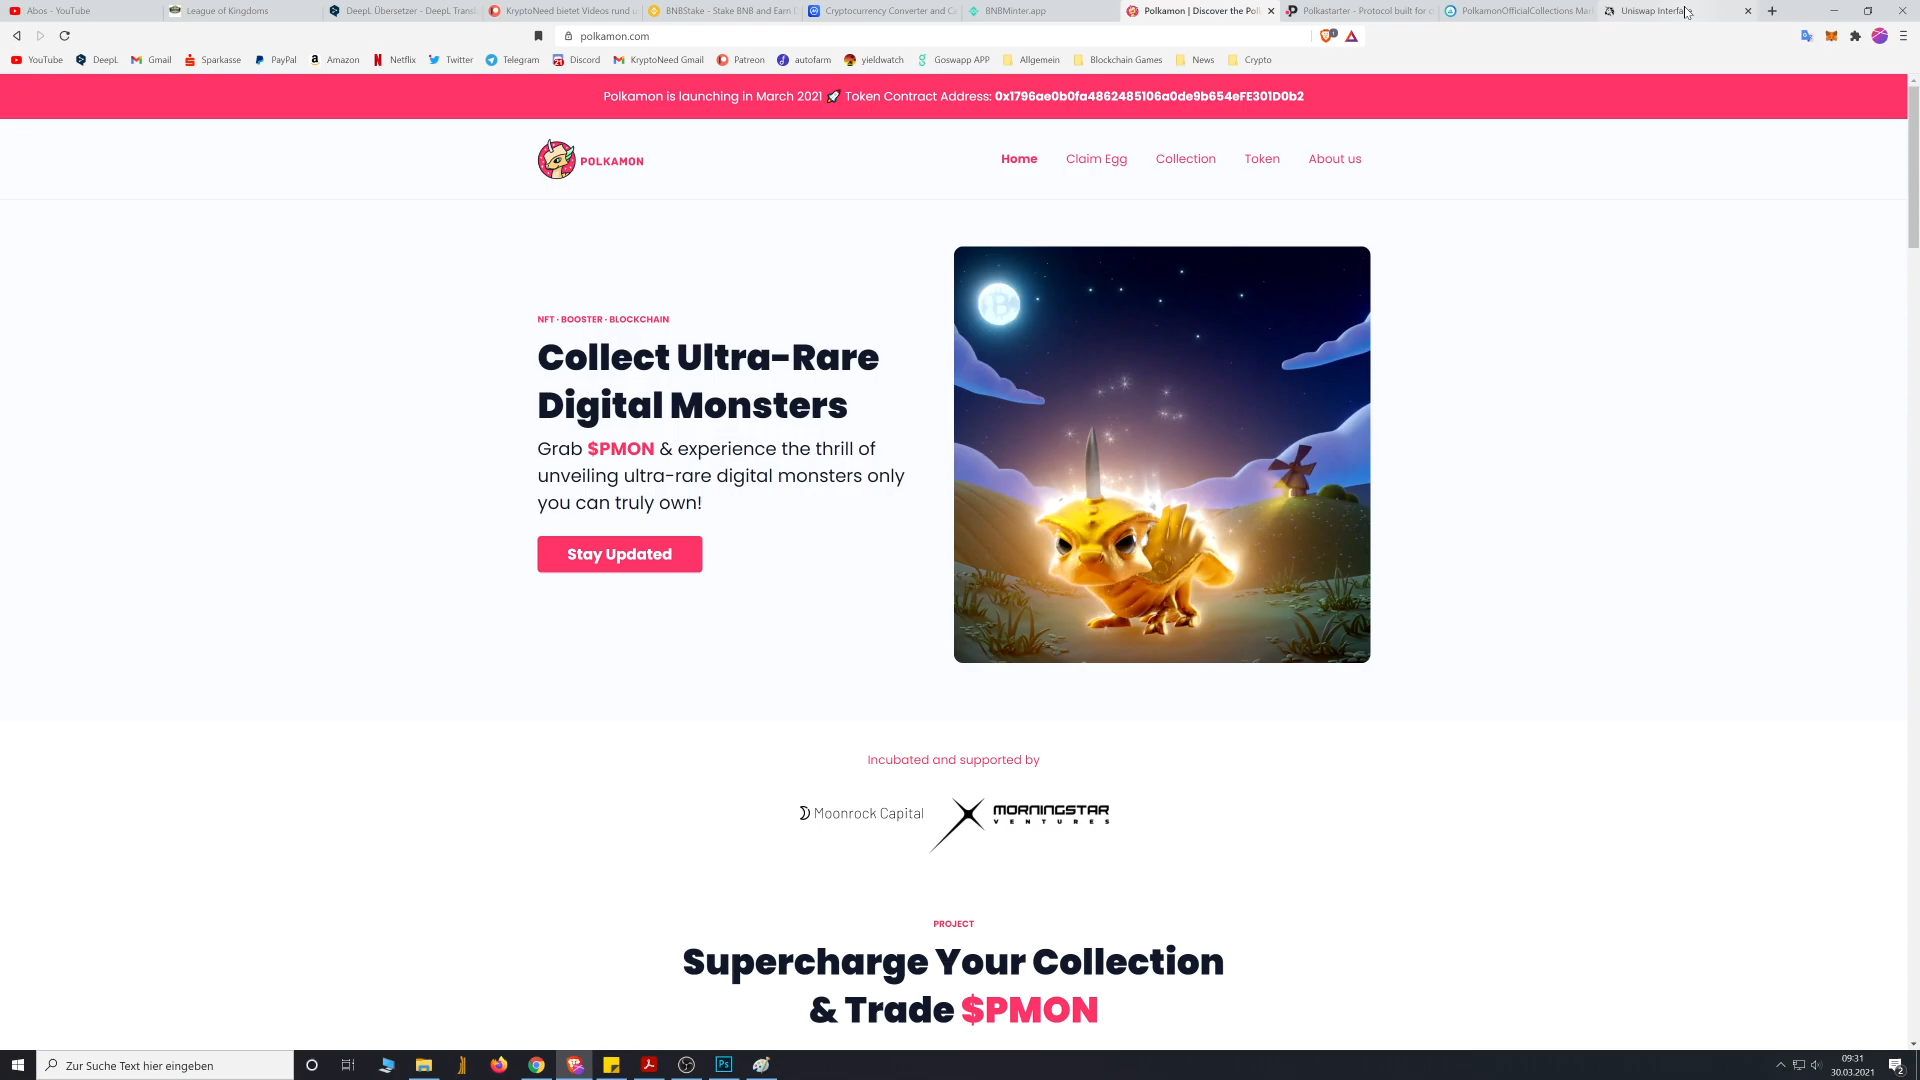 Abos - YouTube
League of Kingdoms
DeepL Übersetzer - DeepL Transl
KryptoNeed bietet Videos rund u
BNBStake - Stake BNB and Earn
Cryptocurrency Converter and Ca
BNBMinter.app
Polkamon | Discover the Pol
Polkastarter - Protocol built for c
PolkamonOfficialCollections Mar
Uniswap Interfa
polkamon.com
YouTube
DeepL
Gmail
Sparkasse
PayPal
Amazon
Netflix
Twitter
Telegram
Discord
KryptoNeed Gmail
Patreon
autofarm
yieldwatch
Goswapp APP
Allgemein
Blockchain Games
News
Crypto
Polkamon is launching in March 2021 🚀 Token Contract Address: 0x1796ae0b0fa4862485106a0de9b654eFE301D0b2
POLKAMON
Home
Claim Egg
Collection
Token
About us
NFT · BOOSTER · BLOCKCHAIN
Collect Ultra-Rare
Digital Monsters
Grab $PMON & experience the thrill of
unveiling ultra-rare digital monsters only
you can truly own!
Stay Updated
Incubated and supported by
Moonrock Capital
MORNINGSTAR
VENTURES
PROJECT
Supercharge Your Collection
& Trade $PMON
Zur Suche Text hier eingeben
Ps
09:31
30.03.2021
2